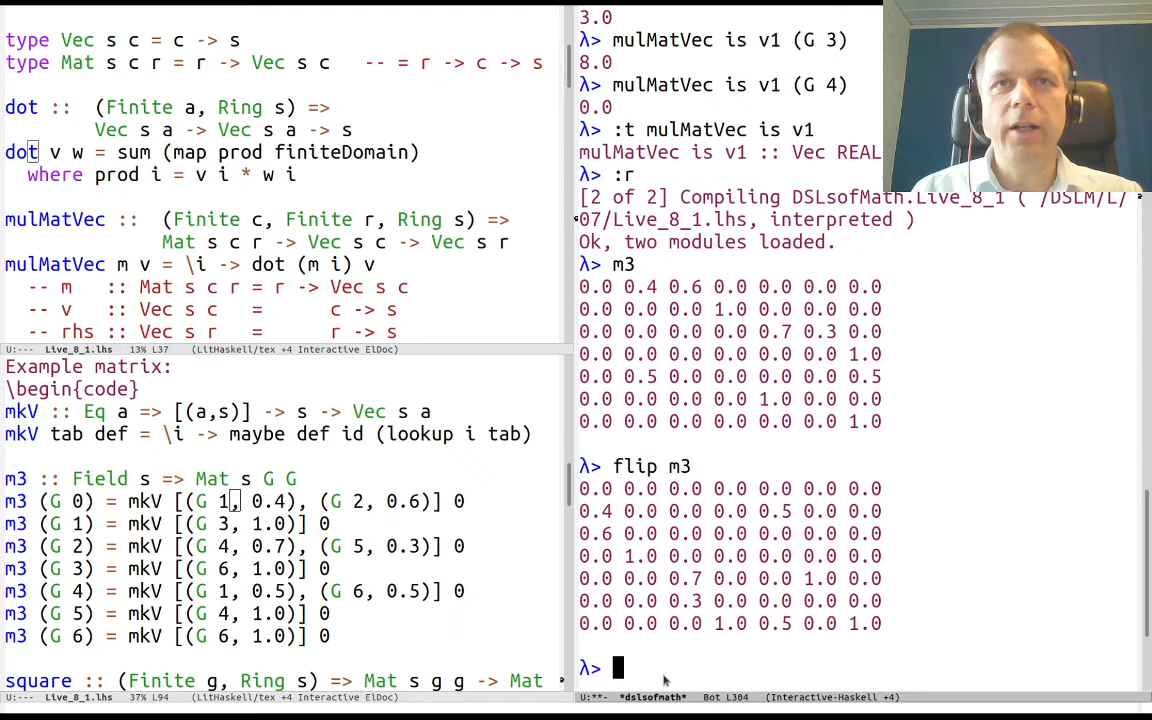 type Vec s c = c -> s
type Mat s c r = r -> Vec s c   -- = r -> c -> s
dot ::  (Finite a, Ring s) =>
        Vec s a -> Vec s a -> s
dot v w = sum (map prod finiteDomain)
  where prod i = v i * w i
mulMatVec ::  (Finite c, Finite r, Ring s) =>
              Mat s c r -> Vec s c -> Vec s r
mulMatVec m v = \i -> dot (m i) v
  -- m   :: Mat s c r = r -> Vec s c
  -- v   :: Vec s c   =      c -> s
  -- rhs :: Vec s r   =      r -> s
U:---  Live_8_1.lhs   13% L37    (LitHaskell/tex +4 Interactive ElDoc)
Example matrix:
\begin{code}
mkV :: Eq a => [(a,s)] -> s -> Vec s a
mkV tab def = \i -> maybe def id (lookup i tab)
m3 :: Field s => Mat s G G
m3 (G 0) = mkV [(G 1, 0.4), (G 2, 0.6)] 0
m3 (G 1) = mkV [(G 3, 1.0)] 0
m3 (G 2) = mkV [(G 4, 0.7), (G 5, 0.3)] 0
m3 (G 3) = mkV [(G 6, 1.0)] 0
m3 (G 4) = mkV [(G 1, 0.5), (G 6, 0.5)] 0
m3 (G 5) = mkV [(G 4, 1.0)] 0
m3 (G 6) = mkV [(G 6, 1.0)] 0
square :: (Finite g, Ring s) => Mat s g g -> Mat
U:---  Live_8_1.lhs   37% L94    (LitHaskell/tex +4 Interactive ElDoc)
3.0
λ> mulMatVec is v1 (G 3)
8.0
λ> mulMatVec is v1 (G 4)
0.0
λ> :t mulMatVec is v1
mulMatVec is v1 :: Vec REAL
λ> :r
[2 of 2] Compiling DSLsofMath.Live_8_1 ( /DSLM/L/
07/Live_8_1.lhs, interpreted )
Ok, two modules loaded.
λ> m3
0.0 0.4 0.6 0.0 0.0 0.0 0.0
0.0 0.0 0.0 1.0 0.0 0.0 0.0
0.0 0.0 0.0 0.0 0.7 0.3 0.0
0.0 0.0 0.0 0.0 0.0 0.0 1.0
0.0 0.5 0.0 0.0 0.0 0.0 0.5
0.0 0.0 0.0 0.0 1.0 0.0 0.0
0.0 0.0 0.0 0.0 0.0 0.0 1.0
λ> flip m3
0.0 0.0 0.0 0.0 0.0 0.0 0.0
0.4 0.0 0.0 0.0 0.5 0.0 0.0
0.6 0.0 0.0 0.0 0.0 0.0 0.0
0.0 1.0 0.0 0.0 0.0 0.0 0.0
0.0 0.0 0.7 0.0 0.0 1.0 0.0
0.0 0.0 0.3 0.0 0.0 0.0 0.0
0.0 0.0 0.0 1.0 0.5 0.0 1.0
λ>
U:**-  *dslsofmath*   Bot L304   (Interactive-Haskell +4)